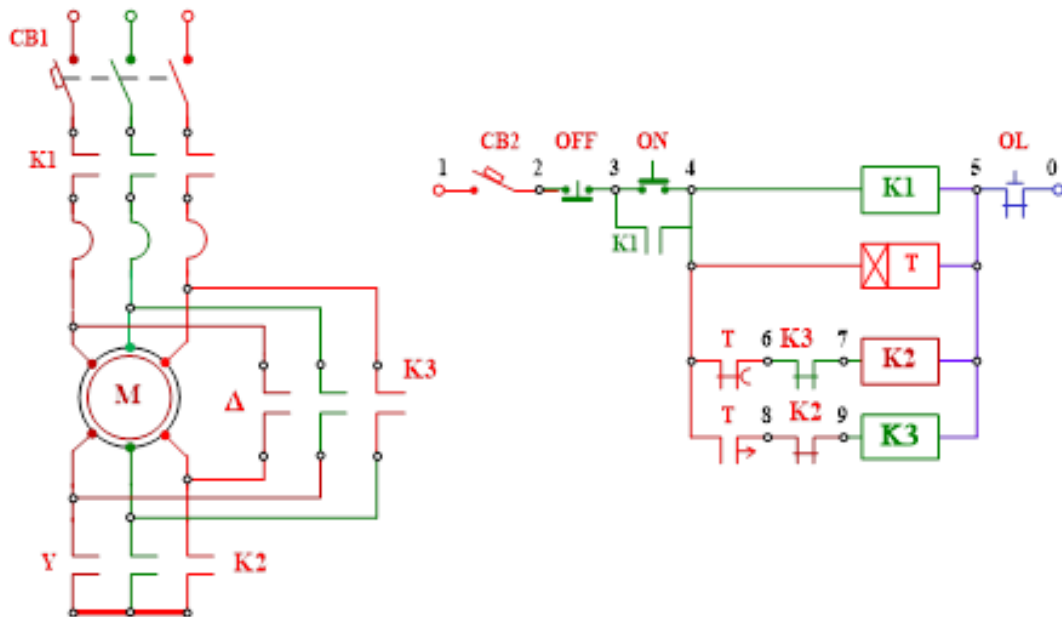 CB1
K1
M
Δ
K3
Y
K2
1 CB2 2 OFF 3 ON 4 5 OL 0
K1
K1
T
T 6 K3 7 K2
T 8 K2 9 K3